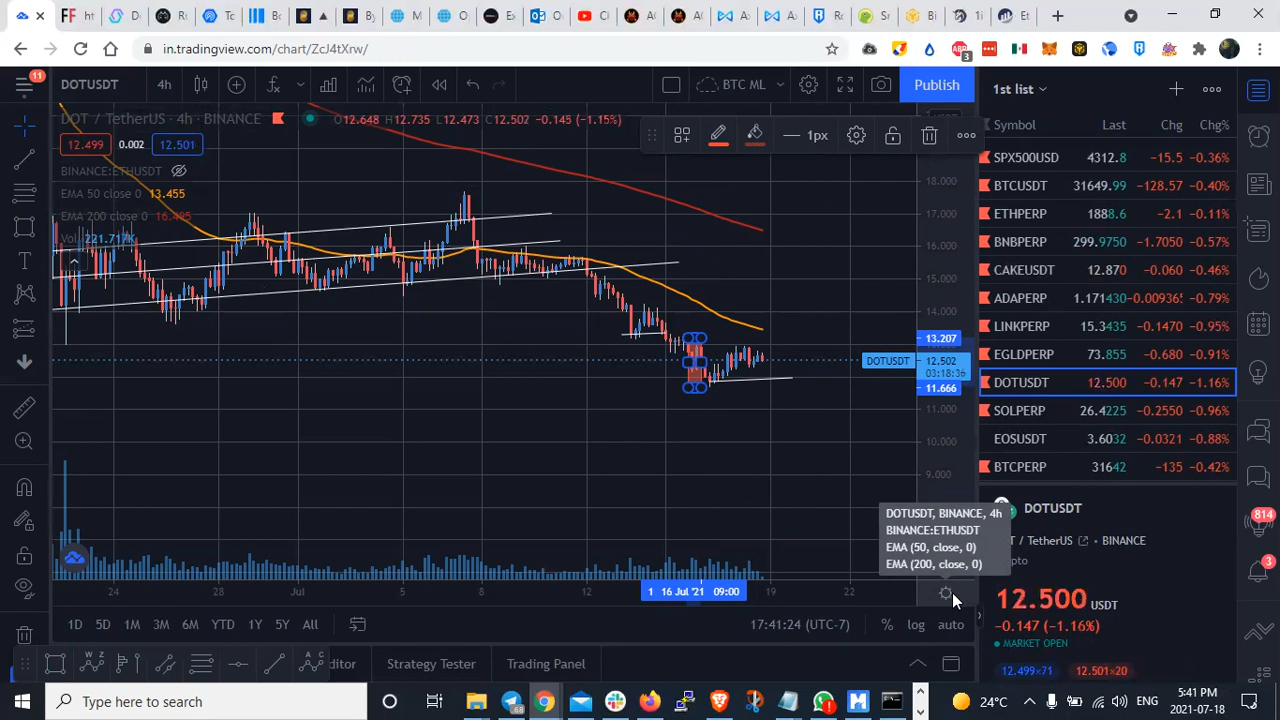 ht
in.tradingview.com/chart/ZcJ4tXrw/
3
11
DOTUSDT 4h BTC ML Publish
DOT / TetherUS · 4h · BINANCE O12.648 H12.735 L12.473 C12.502 -0.145 (-1.15%)
12.499 0.002 12.501
BINANCE:ETHUSDT
EMA 50 close 0 13.455
EMA 200 close 0 16.495
Vol 221.717K
1px
18.000
17.000
16.000
15.000
14.000
13.207
DOTUSDT 12.502
03:18:36
11.666
11.000
10.000
9.000
DOTUSDT, BINANCE, 4h
BINANCE:ETHUSDT
EMA (50, close, 0)
EMA (200, close, 0)
24 28 Jul 5 8 12 16 Jul '21 09:00 19 22
1D 5D 1M 3M 6M YTD 1Y 5Y All 17:41:24 (UTC-7) % log auto
Strategy Tester Trading Panel
1st list
Symbol Last Chg Chg%
SPX500USD 4312.8 -15.5 -0.36%
BTCUSDT 31649.99 -128.57 -0.40%
ETHPERP 1888.6 -2.1 -0.11%
BNBPERP 299.9750 -1.7050 -0.57%
CAKEUSDT 12.870 -0.060 -0.46%
ADAPERP 1.171430 -0.00936 -0.79%
LINKPERP 15.3435 -0.1470 -0.95%
EGLDPERP 73.855 -0.680 -0.91%
DOTUSDT 12.500 -0.147 -1.16%
SOLPERP 26.4225 -0.2550 -0.96%
EOSUSDT 3.6032 -0.0321 -0.88%
BTCPERP 31642 -135 -0.42%
DOTUSDT
/ TetherUS · BINANCE
12.500 USDT
-0.147 (-1.16%)
MARKET OPEN
12.499×71 12.501×20
814
3
Type here to search
24°C ENG
5:41 PM
2021-07-18